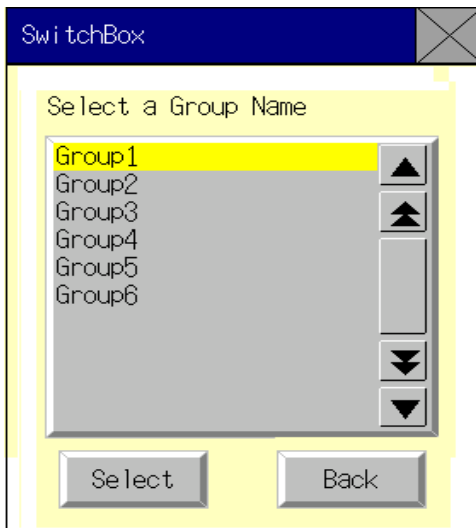 SwitchBox
Select a Group Name
Group1
Group2
Group3
Group4
Group5
Group6
Select
Back